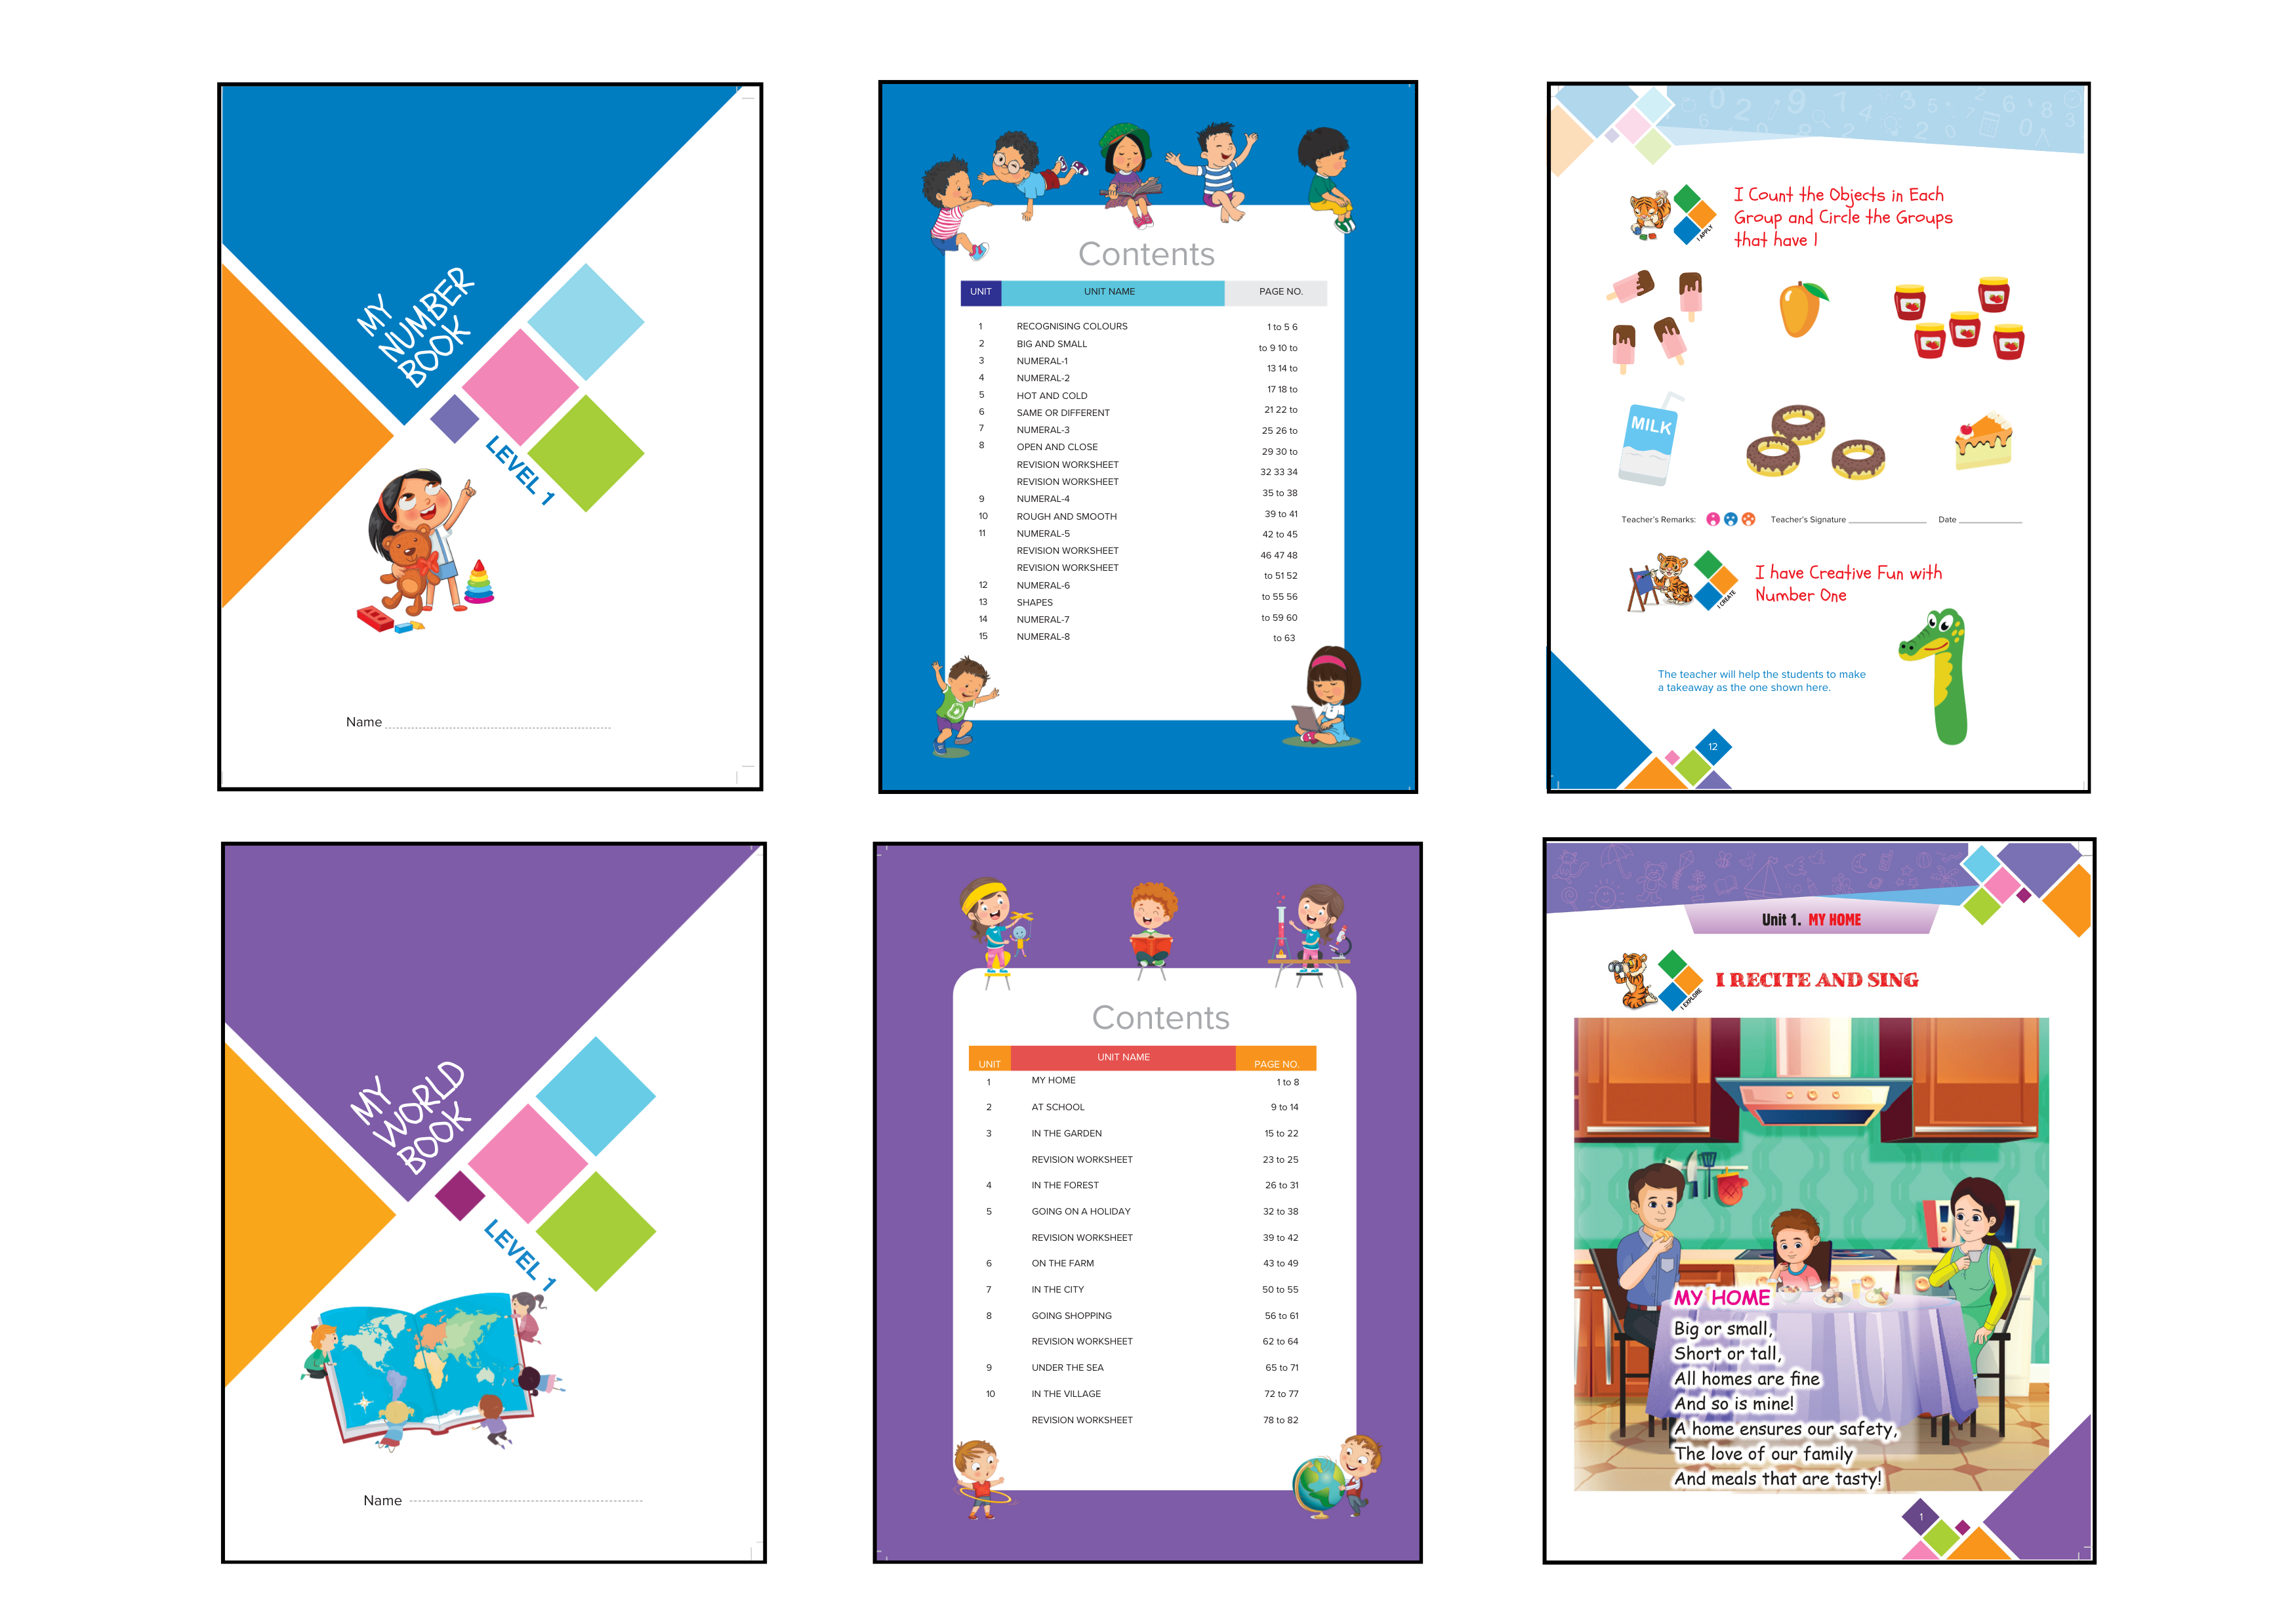 MY
NUMBER
BOOK
LEVEL 1
Name
Contents
UNIT UNIT NAME PAGE NO.
1 RECOGNISING COLOURS 1 to 5 6
2 BIG AND SMALL to 9 10 to
3 NUMERAL-1 13 14 to
4 NUMERAL-2 17 18 to
5 HOT AND COLD 21 22 to
6 SAME OR DIFFERENT 25 26 to
7 NUMERAL-3 29 30 to
8 OPEN AND CLOSE 32 33 34
REVISION WORKSHEET 35 to 38
REVISION WORKSHEET 39 to 41
9 NUMERAL-4 42 to 45
10 ROUGH AND SMOOTH 46 47 48
11 NUMERAL-5 to 51 52
REVISION WORKSHEET to 55 56
REVISION WORKSHEET to 59 60
12 NUMERAL-6 to 63
13 SHAPES
14 NUMERAL-7
15 NUMERAL-8
I APPLY
I Count the Objects in Each
Group and Circle the Groups
that have 1
MILK
Teacher's Remarks: Teacher's Signature Date
I CREATE
I have Creative Fun with
Number One
The teacher will help the students to make
a takeaway as the one shown here.
12
MY
WORLD
BOOK
LEVEL 1
Name
Contents
UNIT UNIT NAME PAGE NO.
1 MY HOME 1 to 8
2 AT SCHOOL 9 to 14
3 IN THE GARDEN 15 to 22
REVISION WORKSHEET 23 to 25
4 IN THE FOREST 26 to 31
5 GOING ON A HOLIDAY 32 to 38
REVISION WORKSHEET 39 to 42
6 ON THE FARM 43 to 49
7 IN THE CITY 50 to 55
8 GOING SHOPPING 56 to 61
REVISION WORKSHEET 62 to 64
9 UNDER THE SEA 65 to 71
10 IN THE VILLAGE 72 to 77
REVISION WORKSHEET 78 to 82
Unit 1. MY HOME
I EXPLORE
I RECITE AND SING
MY HOME
Big or small,
Short or tall,
All homes are fine
And so is mine!
A home ensures our safety,
The love of our family
And meals that are tasty!
1